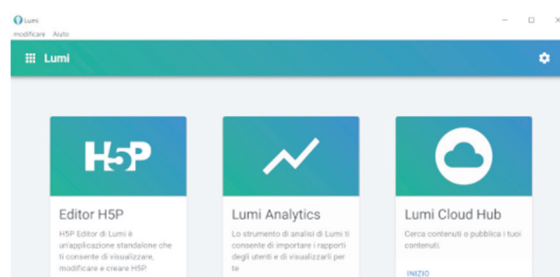 Lumi
modificare Aiuto
Lumi
H5P
Editor H5P
H5P Editor di Lumi è
un'applicazione standalone che
ti consente di visualizzare,
modificare e creare H5P.
Lumi Analytics
Lo strumento di analisi di Lumi ti
consente di importare i rapporti
degli utenti e di visualizzarli per
te
Lumi Cloud Hub
Cerca contenuti o pubblica i tuoi
contenuti.
INIZIO